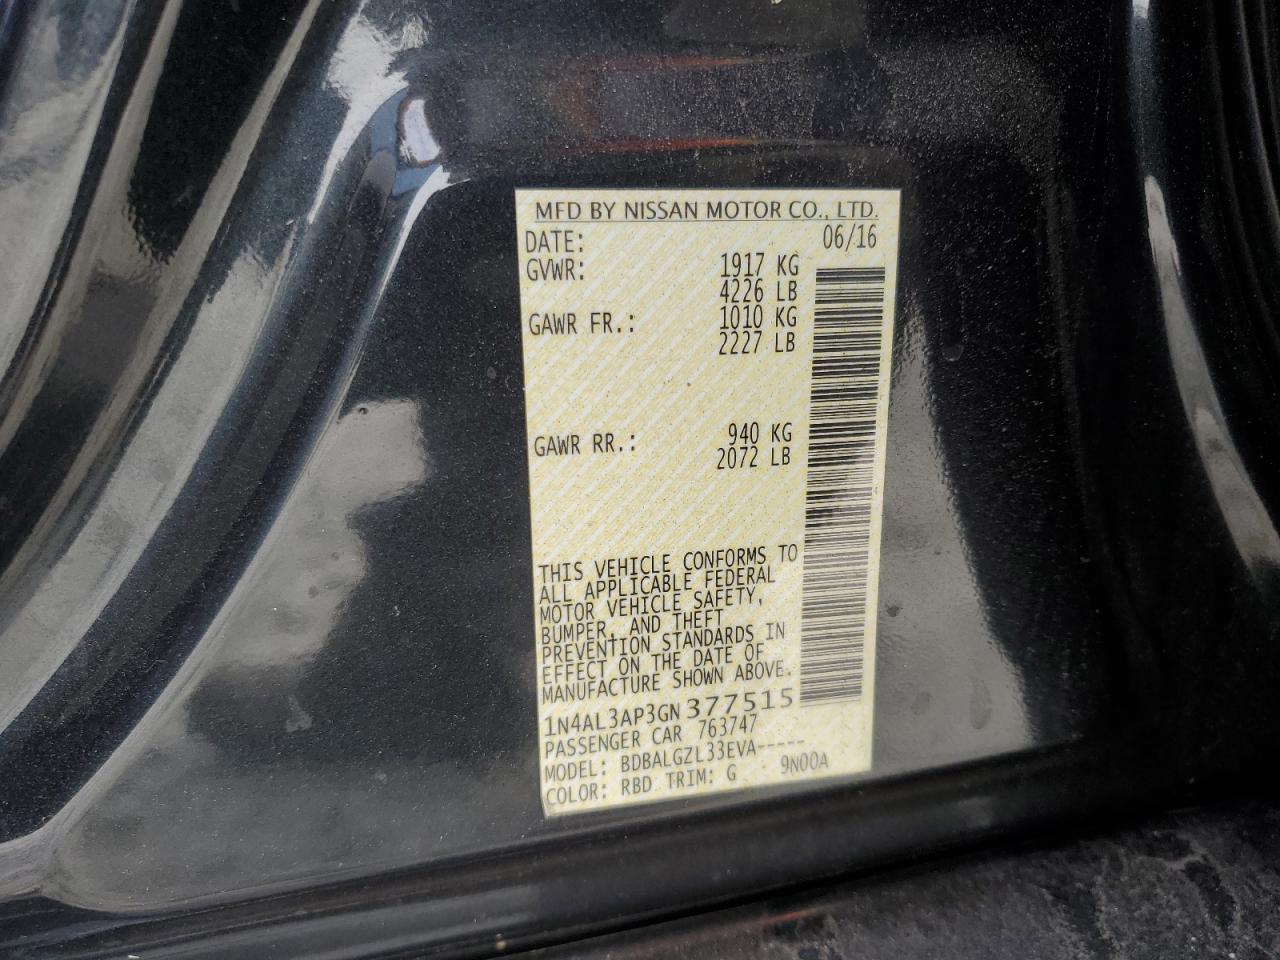 MFD BY NISSAN MOTOR CO., LTD.
DATE: 06/16
GVWR: 1917 KG
4226 LB
GAWR FR.: 1010 KG
2227 LB
GAWR RR.: 940 KG
2072 LB
THIS VEHICLE CONFORMS TO
ALL APPLICABLE FEDERAL
MOTOR VEHICLE SAFETY,
BUMPER, AND THEFT
PREVENTION STANDARDS IN
EFFECT ON THE DATE OF
MANUFACTURE SHOWN ABOVE.
1N4AL3AP3GN377515
PASSENGER CAR 763747
MODEL: BDBALGZL33EVA-----
COLOR: RBD TRIM: G 9N00A